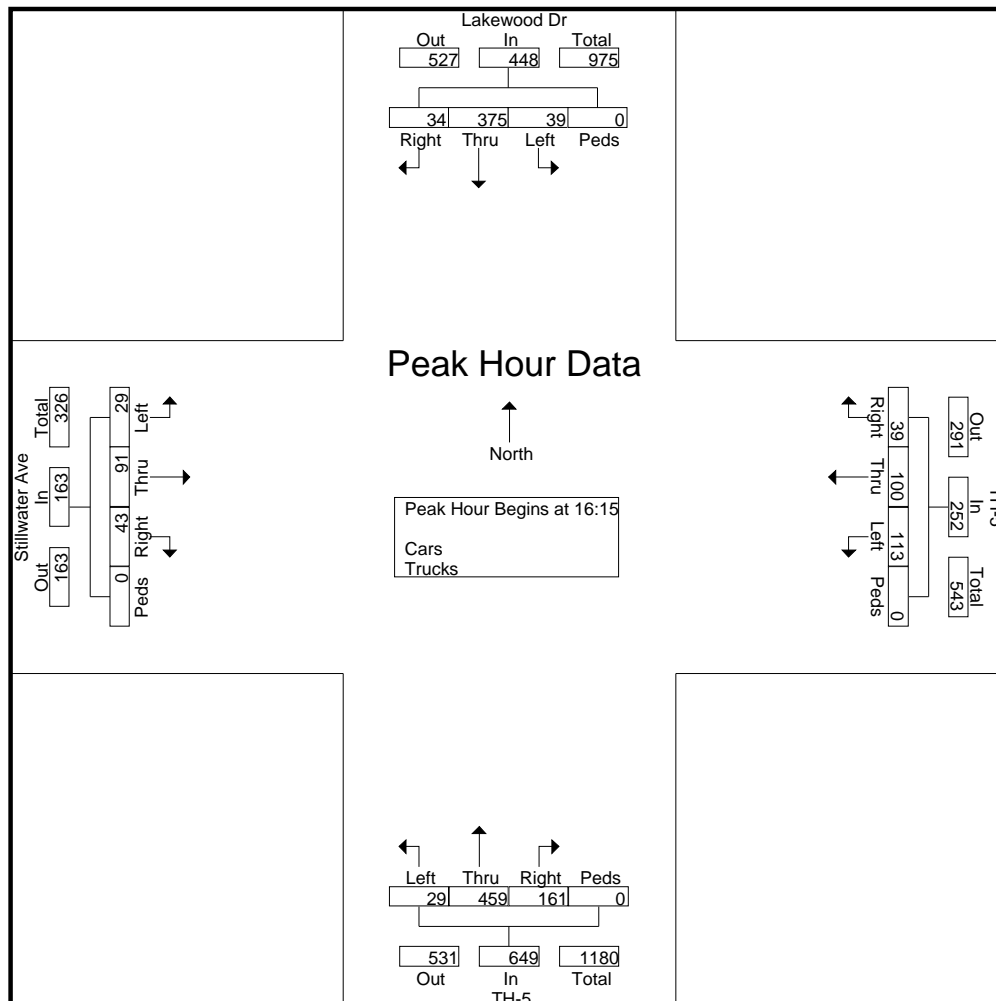 Lakewood Dr
Out In Total
527 448 975
34 375 39 0
Right Thru Left Peds
Peak Hour Data
North
Peak Hour Begins at 16:15
Cars
Trucks
Stillwater Ave
Out In Total
163 163 326
29 91 43 0
Left Thru Right Peds
TH-5
Out In Total
291 252 543
39 100 113 0
Right Thru Left Peds
Left Thru Right Peds
29 459 161 0
531 649 1180
Out In Total
TH-5